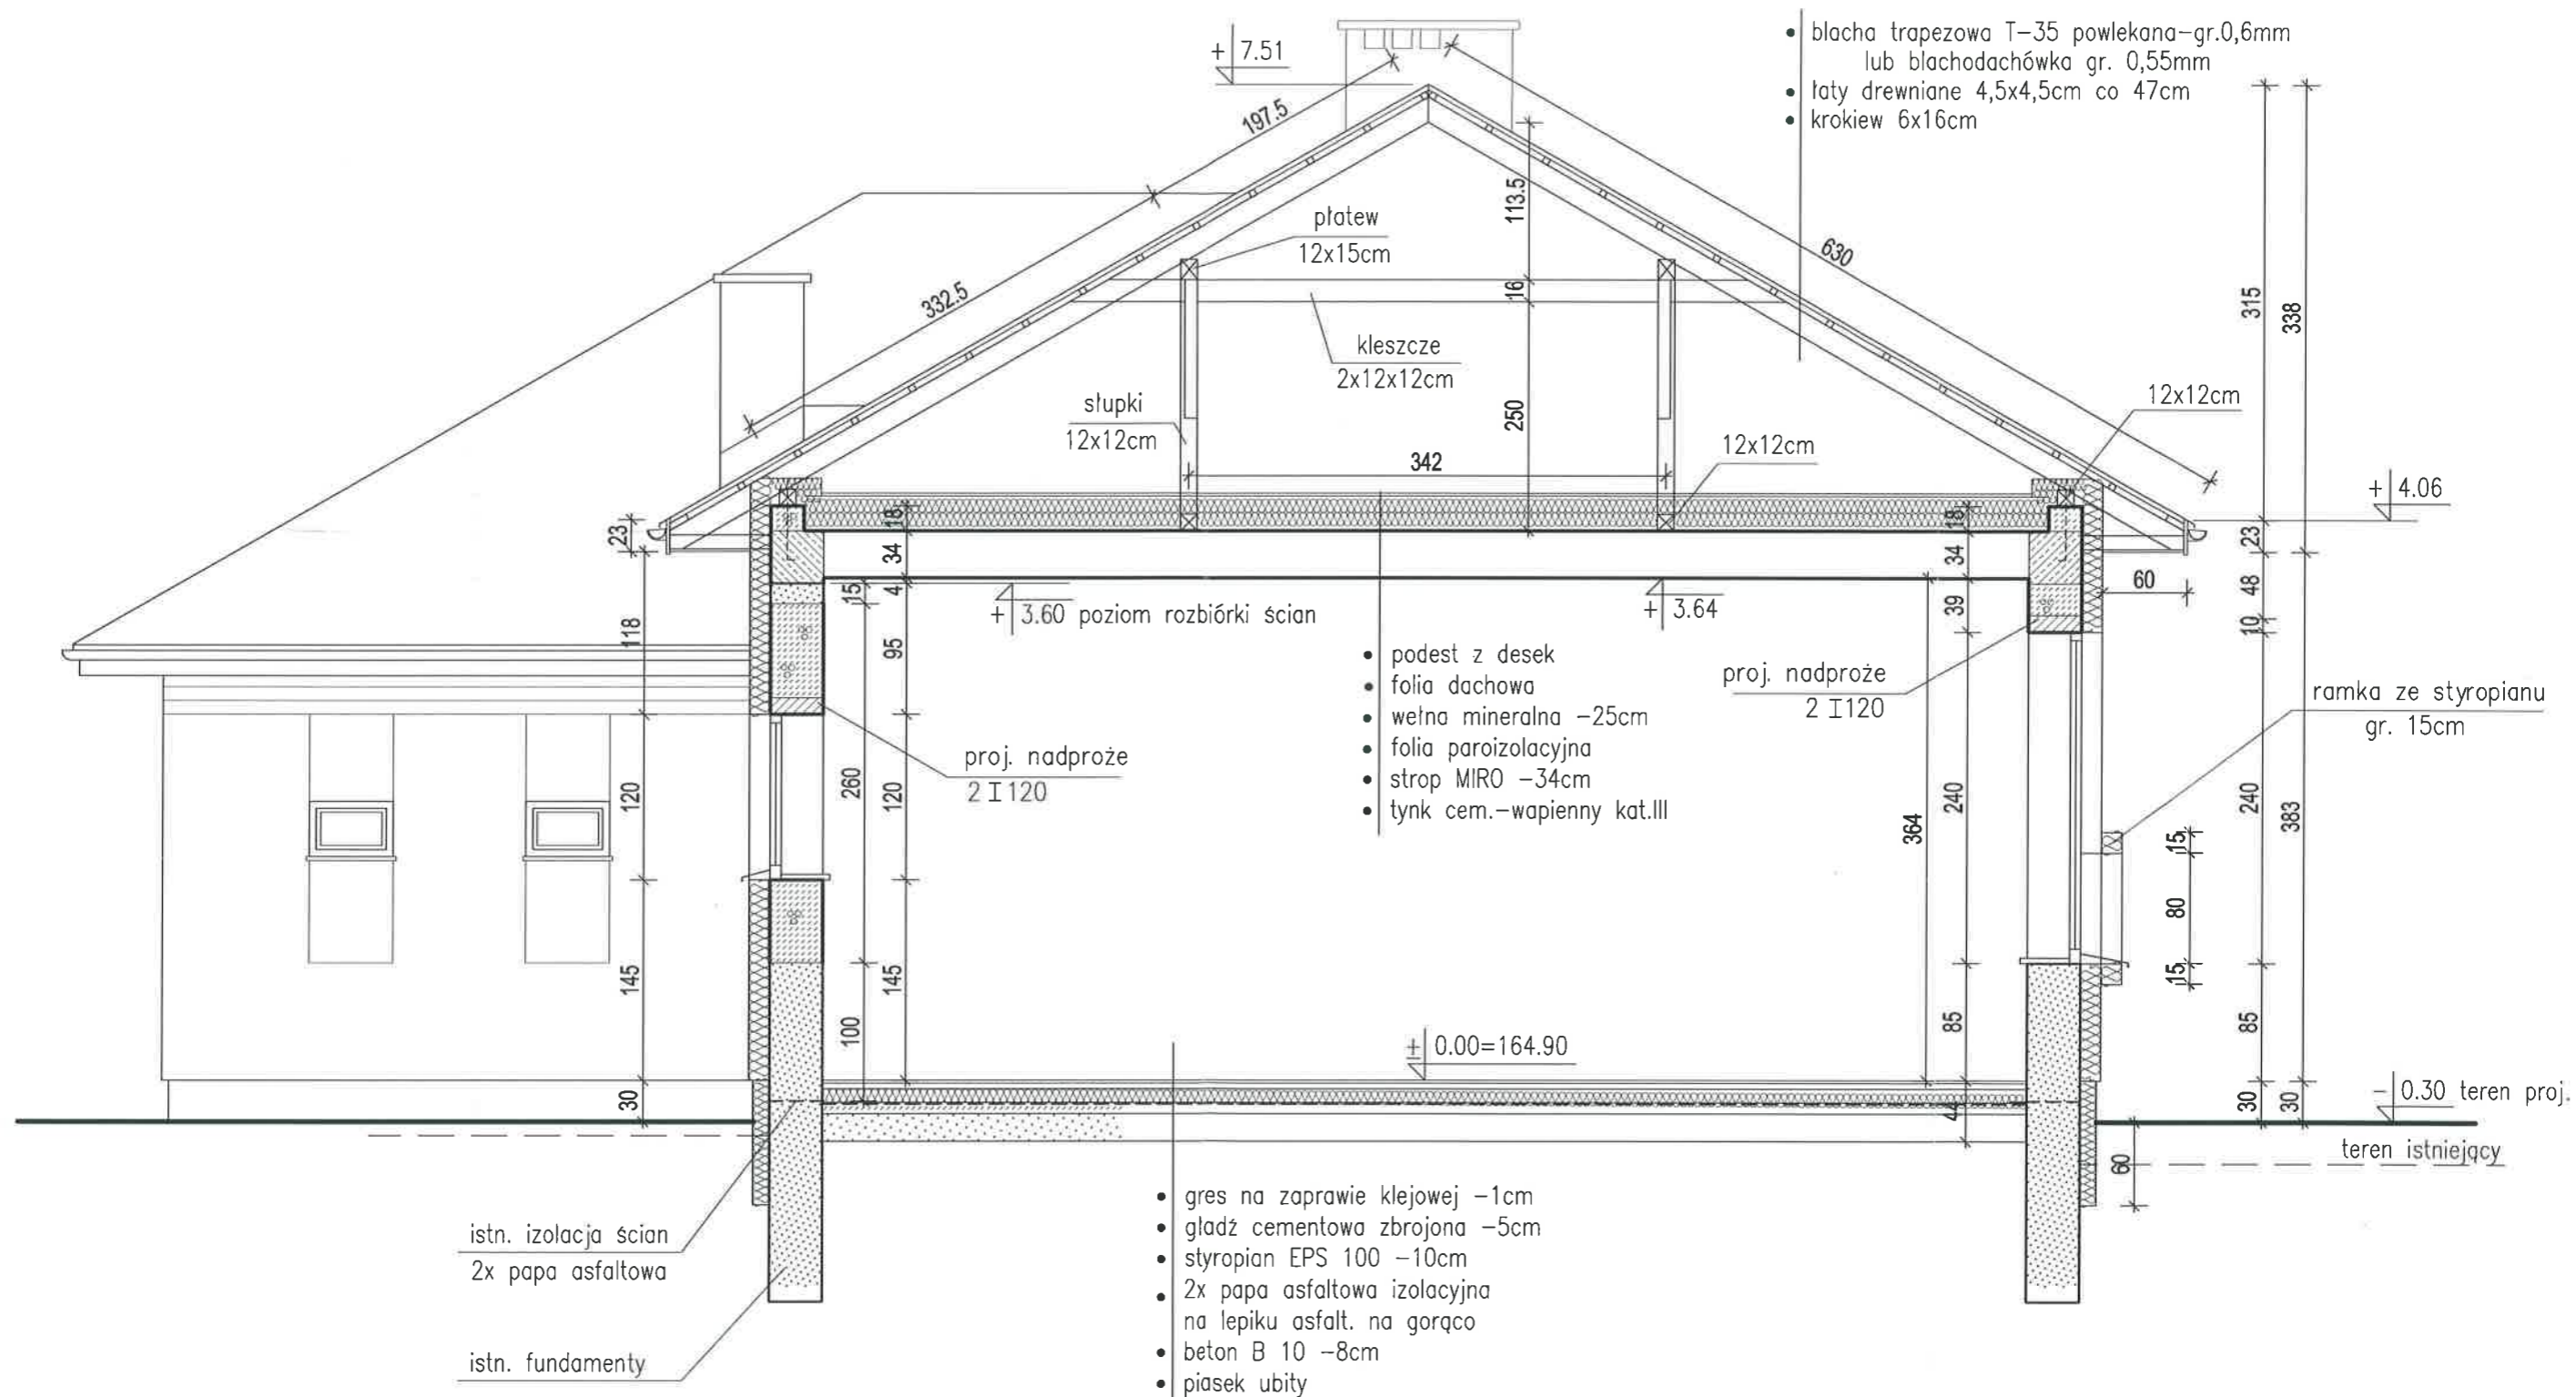 + 7.51
• blacha trapezowa T-35 powlekana-gr.0,6mm
lub blachodachówka gr. 0,55mm
• łaty drewniane 4,5x4,5cm co 47cm
• krokiew 6x16cm
197.5
332.5
630
113.5
16
250
342
płatew
12x15cm
kleszcze
2x12x12cm
słupki
12x12cm
12x12cm
12x12cm
315
338
+ 4.06
23
18
34
4
15
118
95
18
34
39
60
23
48
10
+ 3.60 poziom rozbiórki ścian
+ 3.64
• podest z desek
• folia dachowa
• wełna mineralna -25cm
• folia paroizolacyjna
• strop MIRO -34cm
• tynk cem.-wapienny kat.III
proj. nadproże
2 I 120
proj. nadproże
2 I120
ramka ze styropianu
gr. 15cm
120
260
120
364
240
240
383
15
80
15
145
100
145
85
85
± 0.00=164.90
30
44
30
30
60
- 0.30 teren proj.
teren istniejący
istn. izolacja ścian
2x papa asfaltowa
istn. fundamenty
• gres na zaprawie klejowej -1cm
• gładź cementowa zbrojona -5cm
• styropian EPS 100 -10cm
• 2x papa asfaltowa izolacyjna
na lepiku asfalt. na gorąco
• beton B 10 -8cm
• piasek ubity